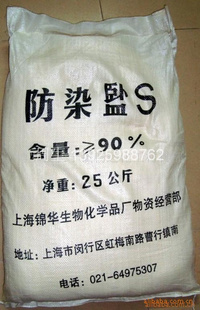 防染盐S
含量:≥90%
13925988762
净重:25公斤
上海锦华生物化学品厂物资经营部
地址:上海市闵行区虹梅南路曹行镇南
电话:021-64975307